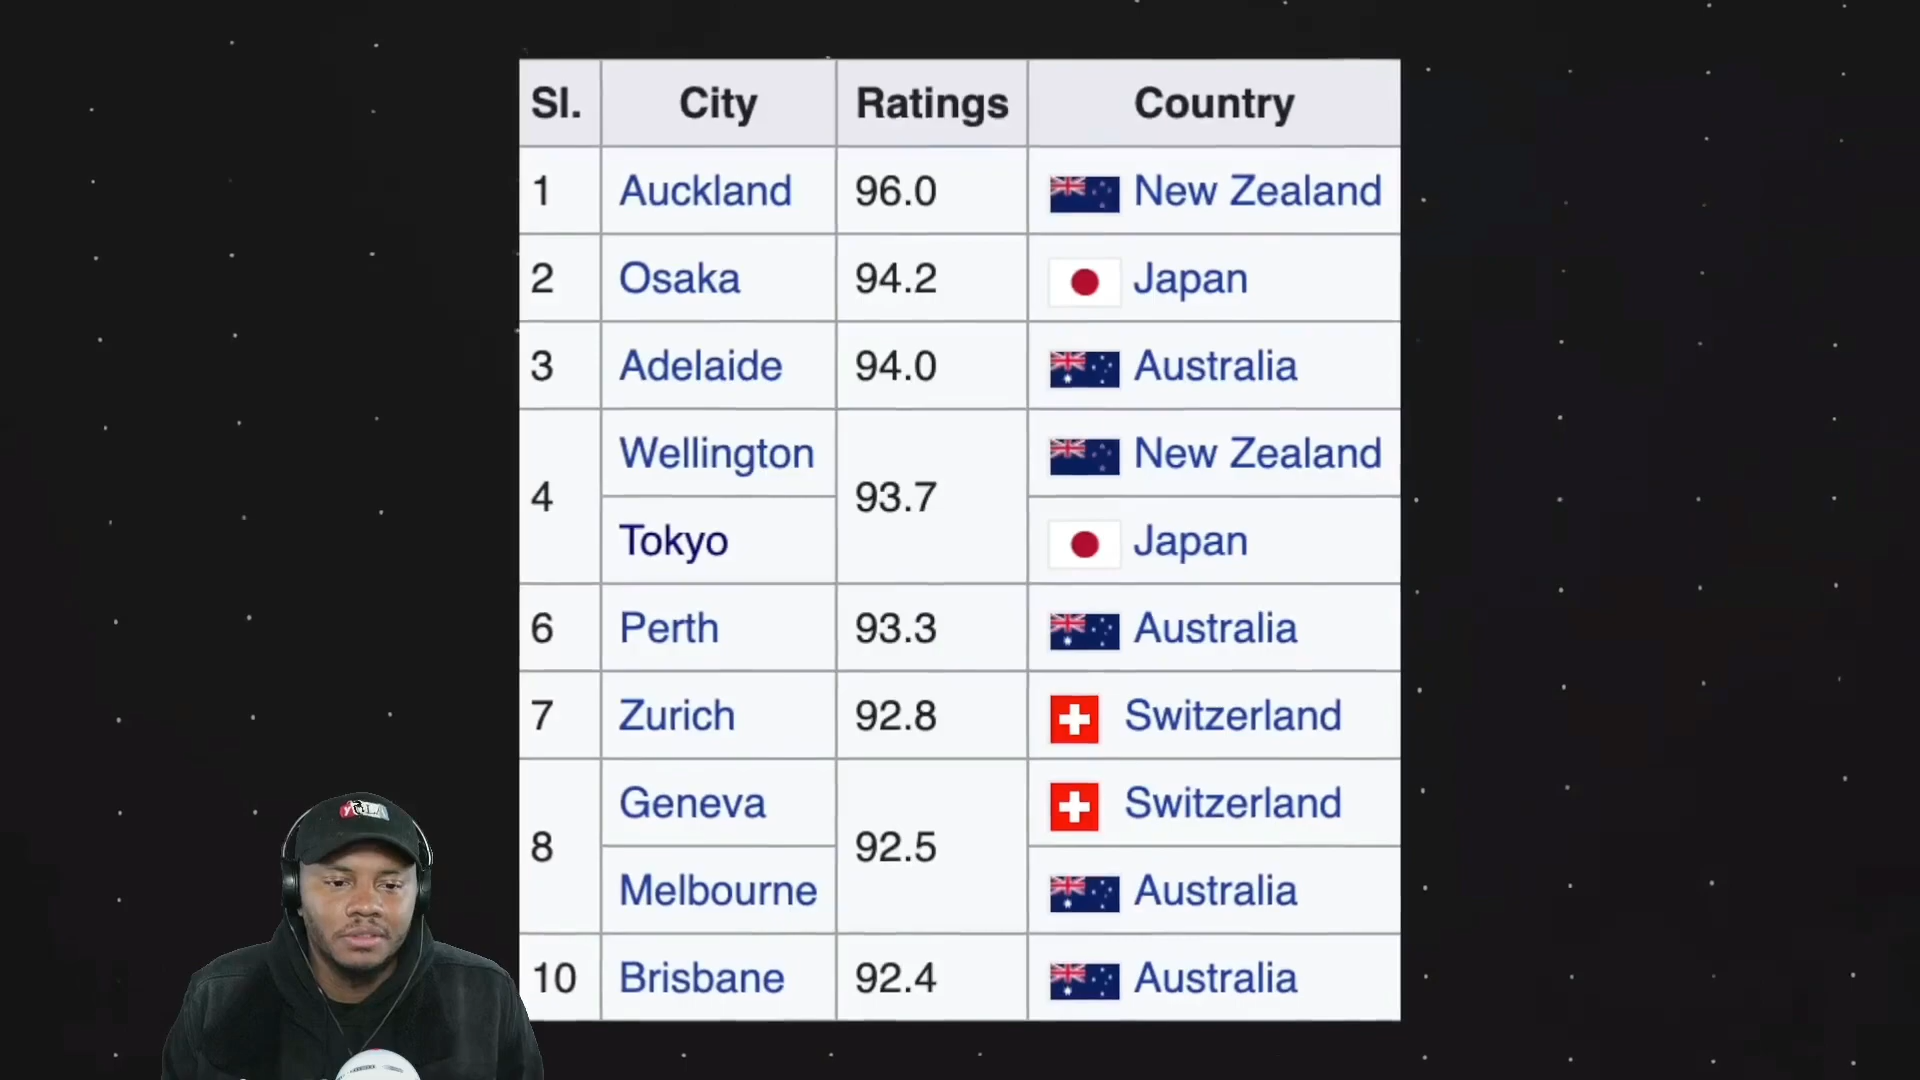 Sl. City Ratings Country
1 Auckland 96.0 New Zealand
2 Osaka 94.2 Japan
3 Adelaide 94.0 Australia
4 Wellington 93.7 New Zealand
Tokyo Japan
6 Perth 93.3 Australia
7 Zurich 92.8 Switzerland
8 Geneva 92.5 Switzerland
Melbourne Australia
10 Brisbane 92.4 Australia